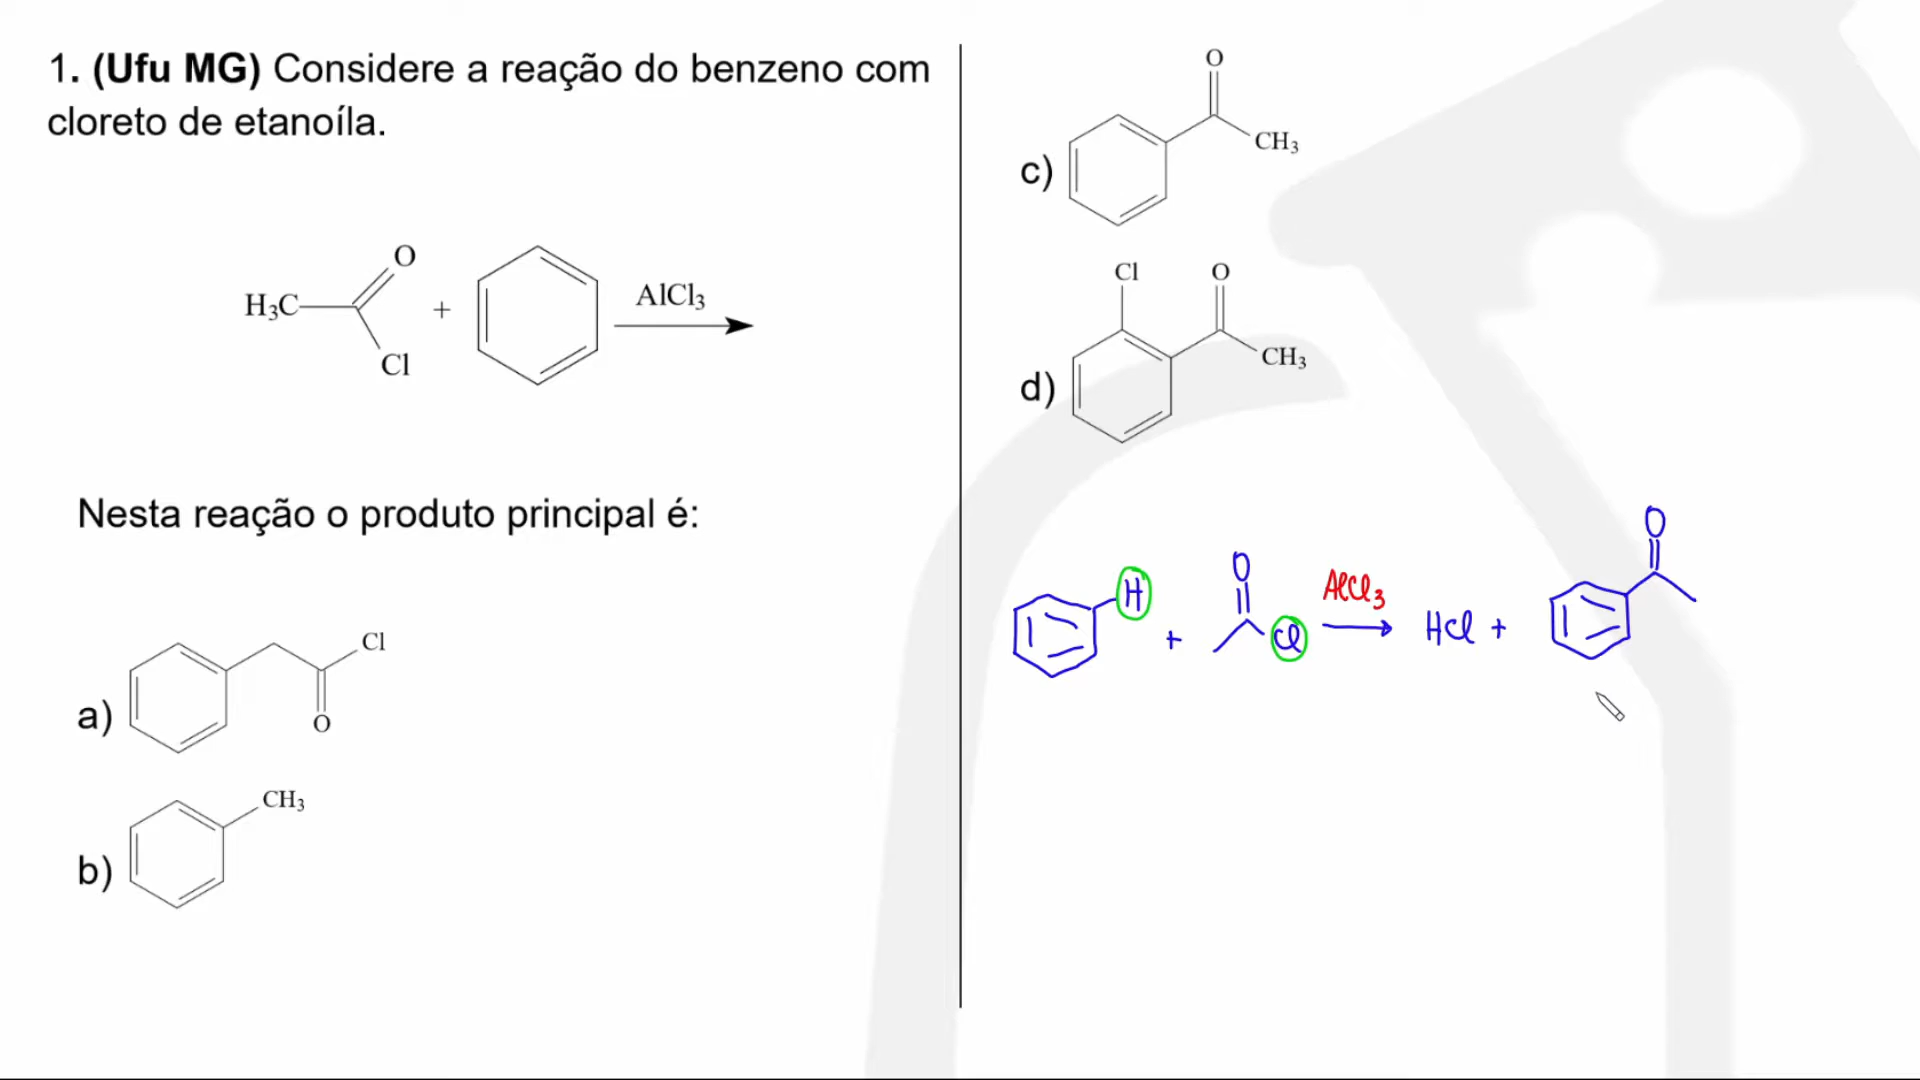 1. (Ufu MG) Considere a reação do benzeno com
cloreto de etanoíla.
H₃C
O
Cl
+
AlCl₃
Nesta reação o produto principal é:
a)
Cl
O
b)
CH₃
c)
O
CH₃
d)
Cl
O
CH₃
H
+
O
Cl
AlCl₃
HCl +
O